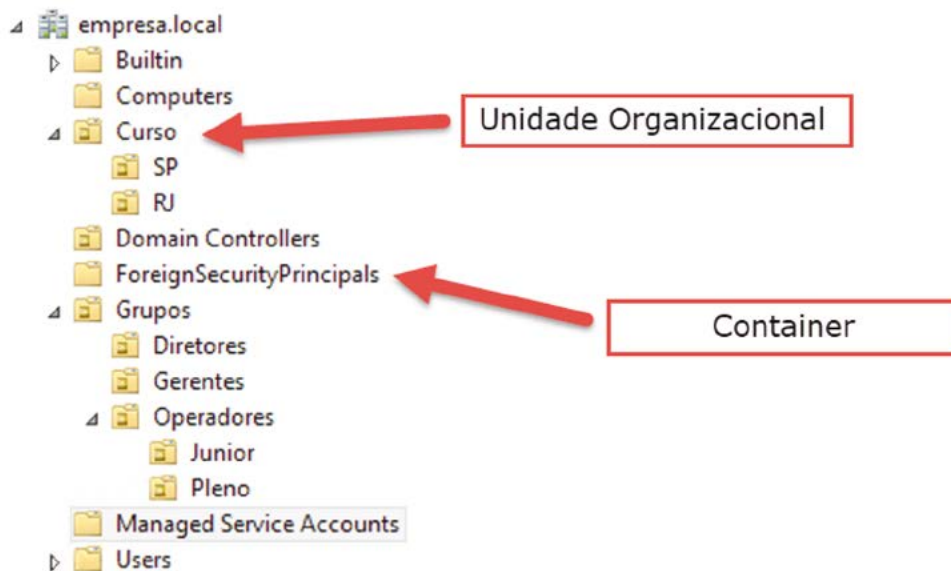 empresa.local
Builtin
Computers
Curso
Unidade Organizacional
SP
RJ
Domain Controllers
ForeignSecurityPrincipals
Grupos
Container
Diretores
Gerentes
Operadores
Junior
Pleno
Managed Service Accounts
Users